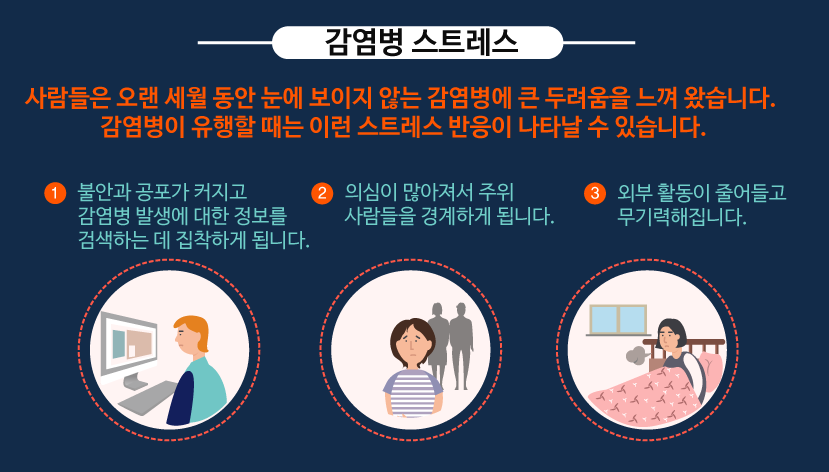 감염병 스트레스
사람들은 오랜 세월 동안 눈에 보이지 않는 감염병에 큰 두려움을 느껴 왔습니다.
감염병이 유행할 때는 이런 스트레스 반응이 나타날 수 있습니다.
1 불안과 공포가 커지고
감염병 발생에 대한 정보를
검색하는 데 집착하게 됩니다.
2 의심이 많아져서 주위
사람들을 경계하게 됩니다.
3 외부 활동이 줄어들고
무기력해집니다.